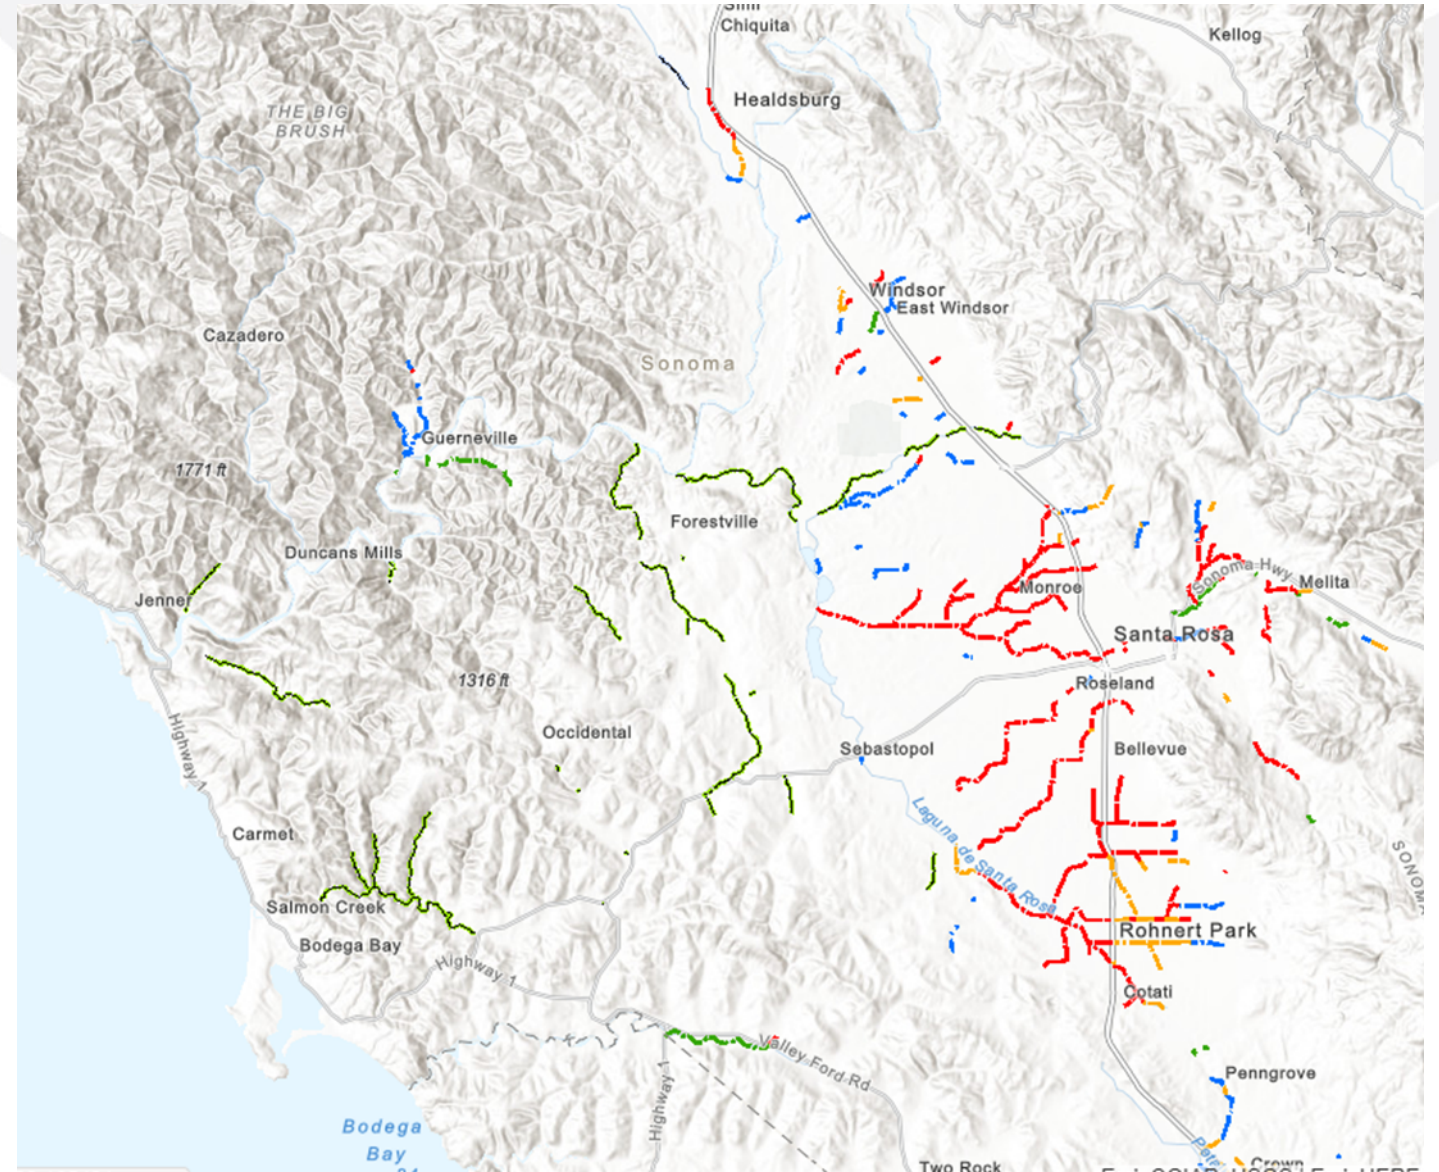 Chiquita
Kellog
Healdsburg
THE BIG
BRUSH
Windsor
East Windsor
Cazadero
Sonoma
Guerneville
1771 ft
Forestville
Duncans Mills
Sonoma Hwy
Melita
Monroe
Jenner
Santa Rosa
1316 ft
Roseland
Highway 1
Occidental
Sebastopol
Bellevue
Laguna de Santa Rosa
Carmet
SONOMA
Salmon Creek
Bodega Bay
Rohnert Park
Highway 1
Cotati
Valley Ford Rd
Highway 1
Penngrove
Bodega
Bay
Two Rock
Crown